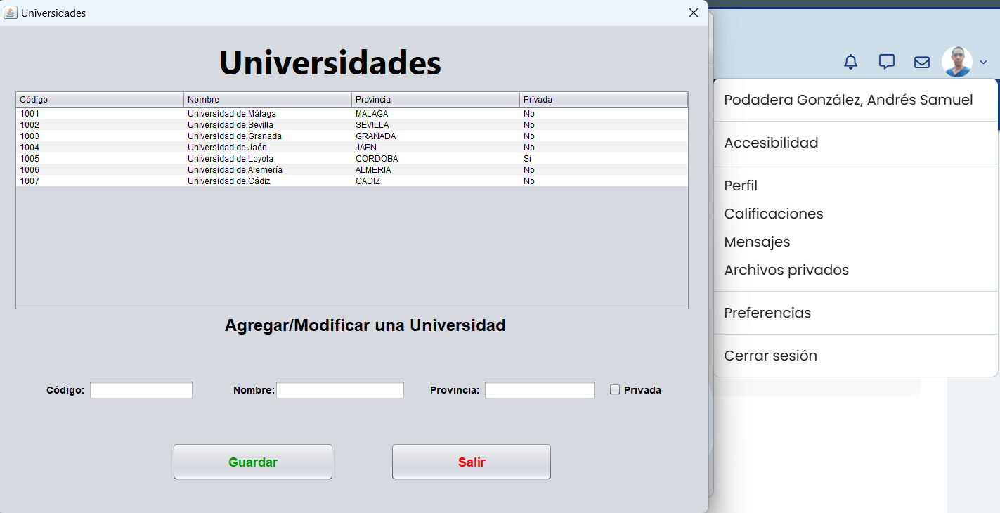 Universidades
Universidades
Código Nombre Provincia Privada
1001 Universidad de Málaga MALAGA No
1002 Universidad de Sevilla SEVILLA No
1003 Universidad de Granada GRANADA No
1004 Universidad de Jaén JAEN No
1005 Universidad de Loyola CORDOBA Sí
1006 Universidad de Alemería ALMERIA No
1007 Universidad de Cádiz CADIZ No
Agregar/Modificar una Universidad
Código: Nombre: Provincia: Privada
Guardar Salir
Podadera González, Andrés Samuel
Accesibilidad
Perfil
Calificaciones
Mensajes
Archivos privados
Preferencias
Cerrar sesión